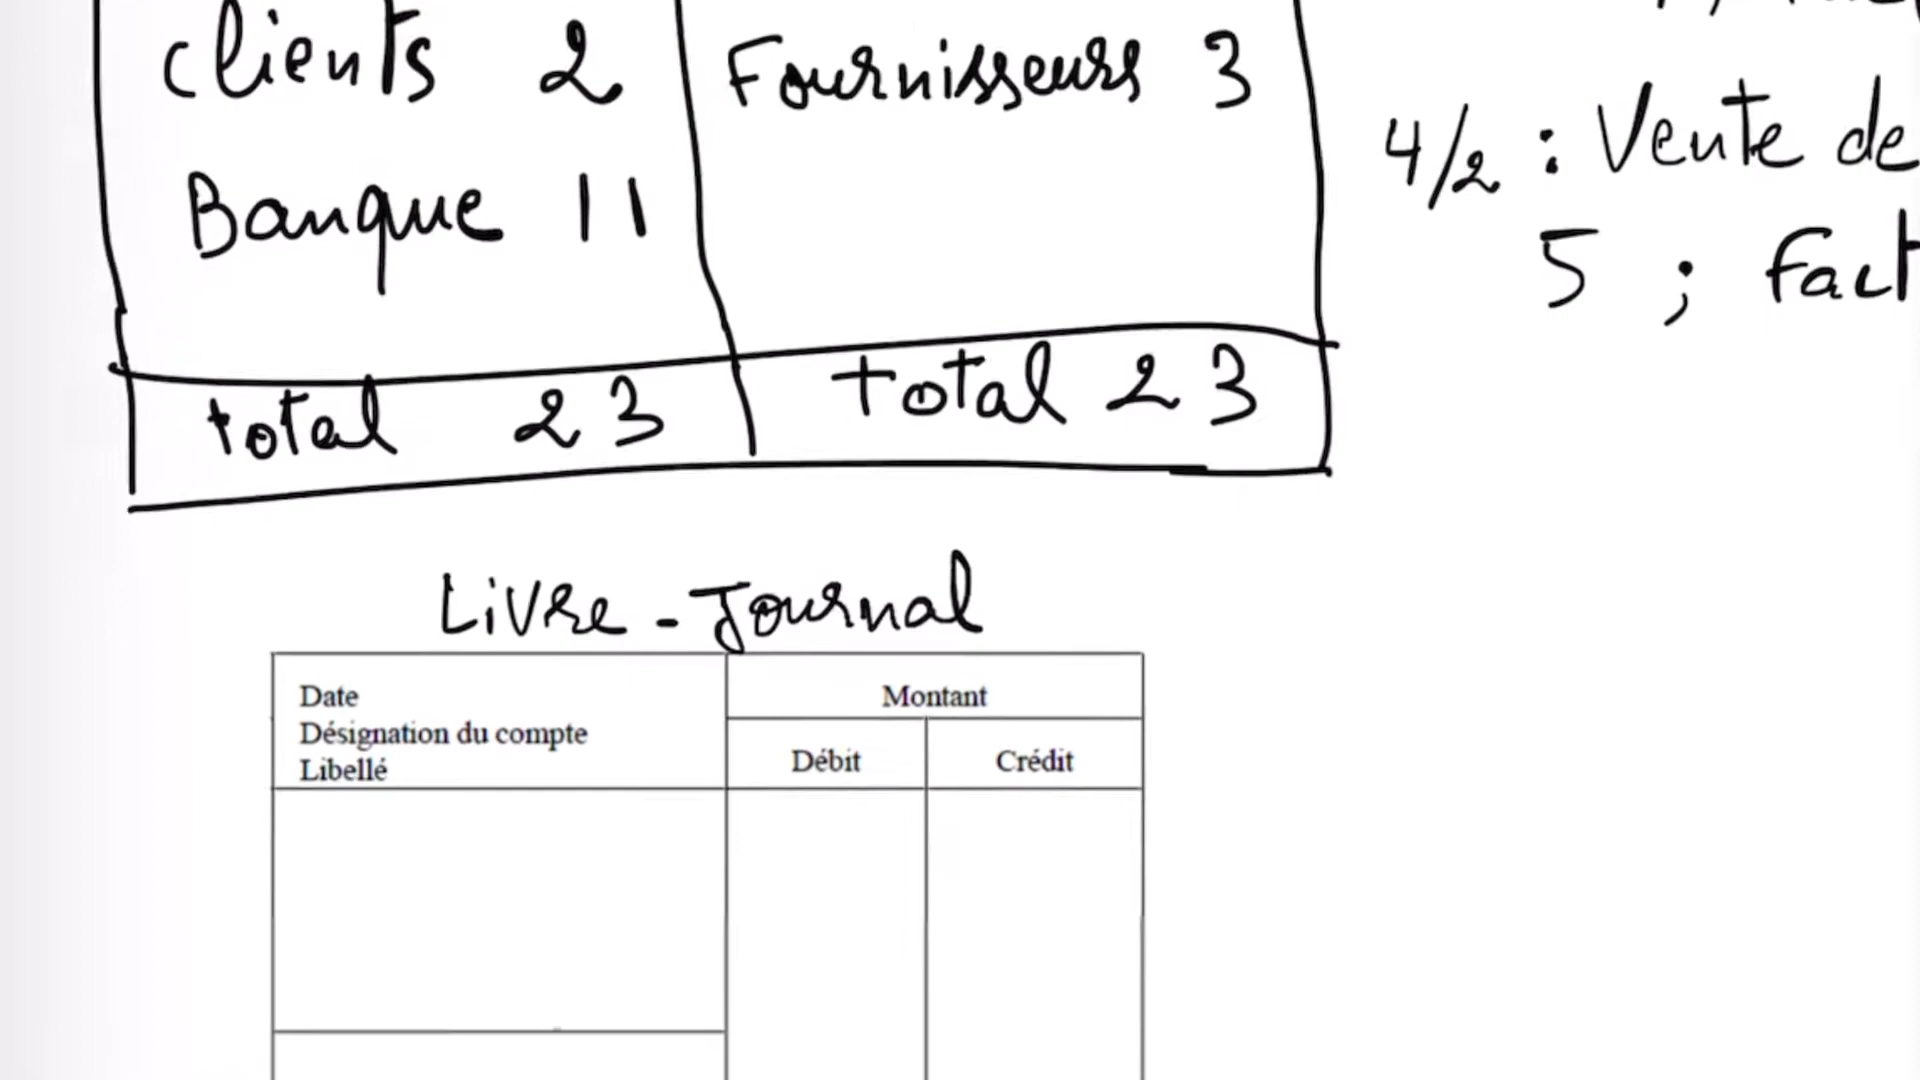 Clients 2 Fournisseurs 3
Banque 11
total 23 total 23
4/2 : Vente de
5 ; Fact
Livre - Journal
Date
Désignation du compte
Libellé
Montant
Débit Crédit